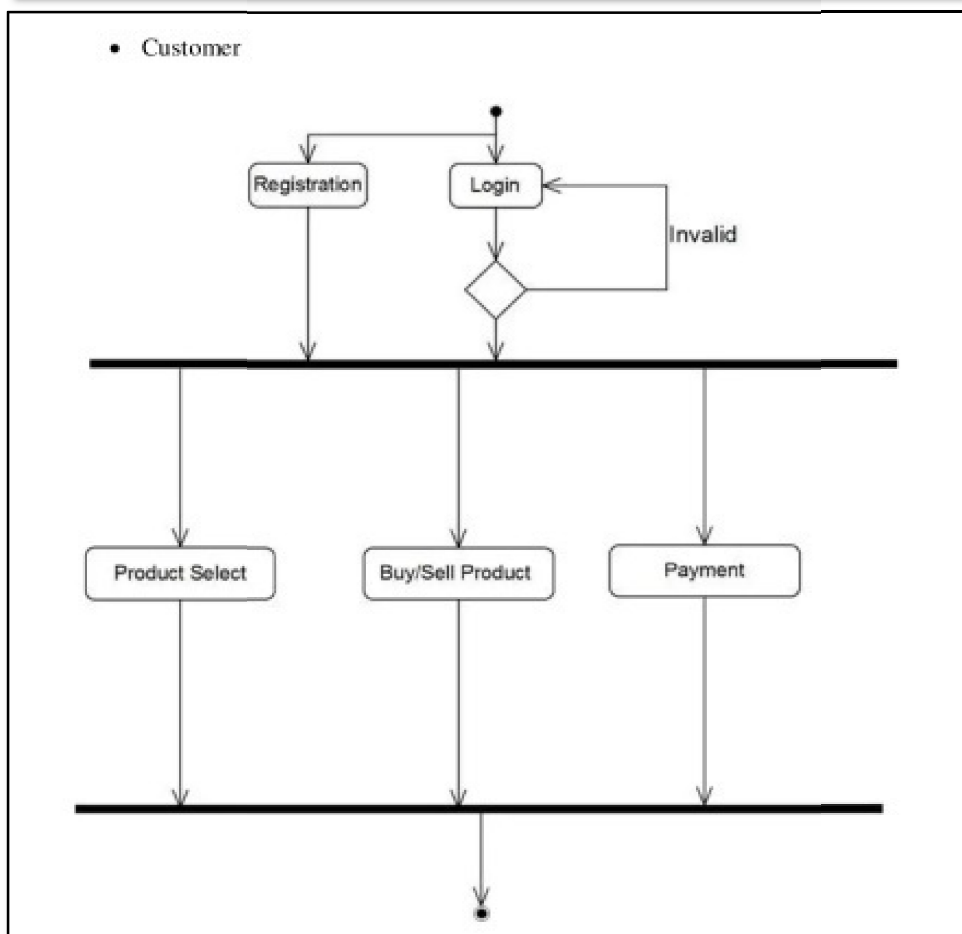 • Customer
Registration
Login
Invalid
Product Select
Buy/Sell Product
Payment